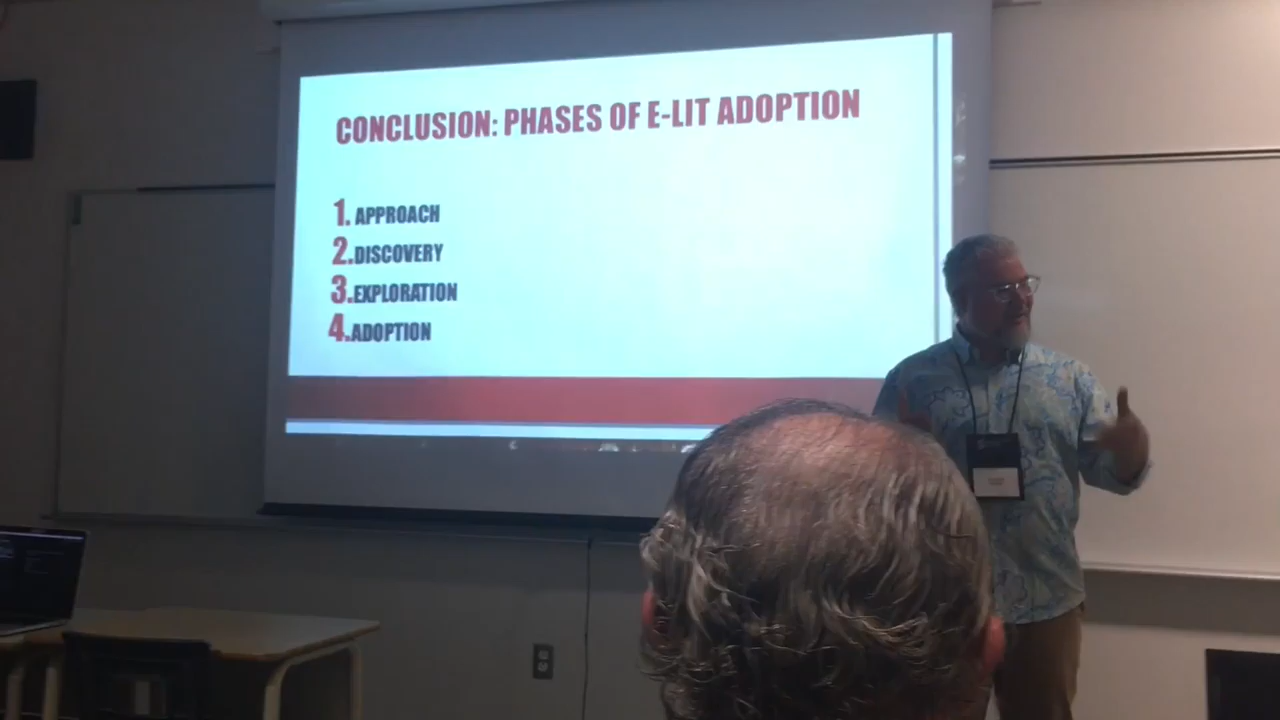 CONCLUSION: PHASES OF E-LIT ADOPTION
1. APPROACH
2.DISCOVERY
3.EXPLORATION
4.ADOPTION